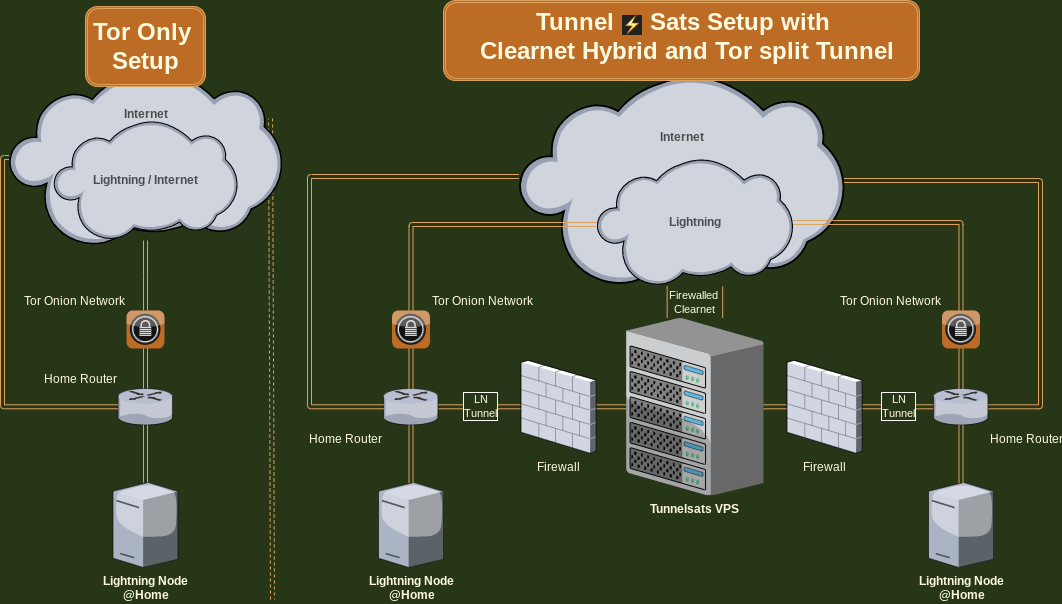 Tor Only
Setup
Tunnel ⚡ Sats Setup with
Clearnet Hybrid and Tor split Tunnel
Internet
Lightning / Internet
Tor Onion Network
Home Router
Lightning Node
@Home
Internet
Lightning
Firewalled
Clearnet
Tor Onion Network
Tor Onion Network
LN
Tunnel
LN
Tunnel
Home Router
Home Router
Firewall
Firewall
Tunnelsats VPS
Lightning Node
@Home
Lightning Node
@Home